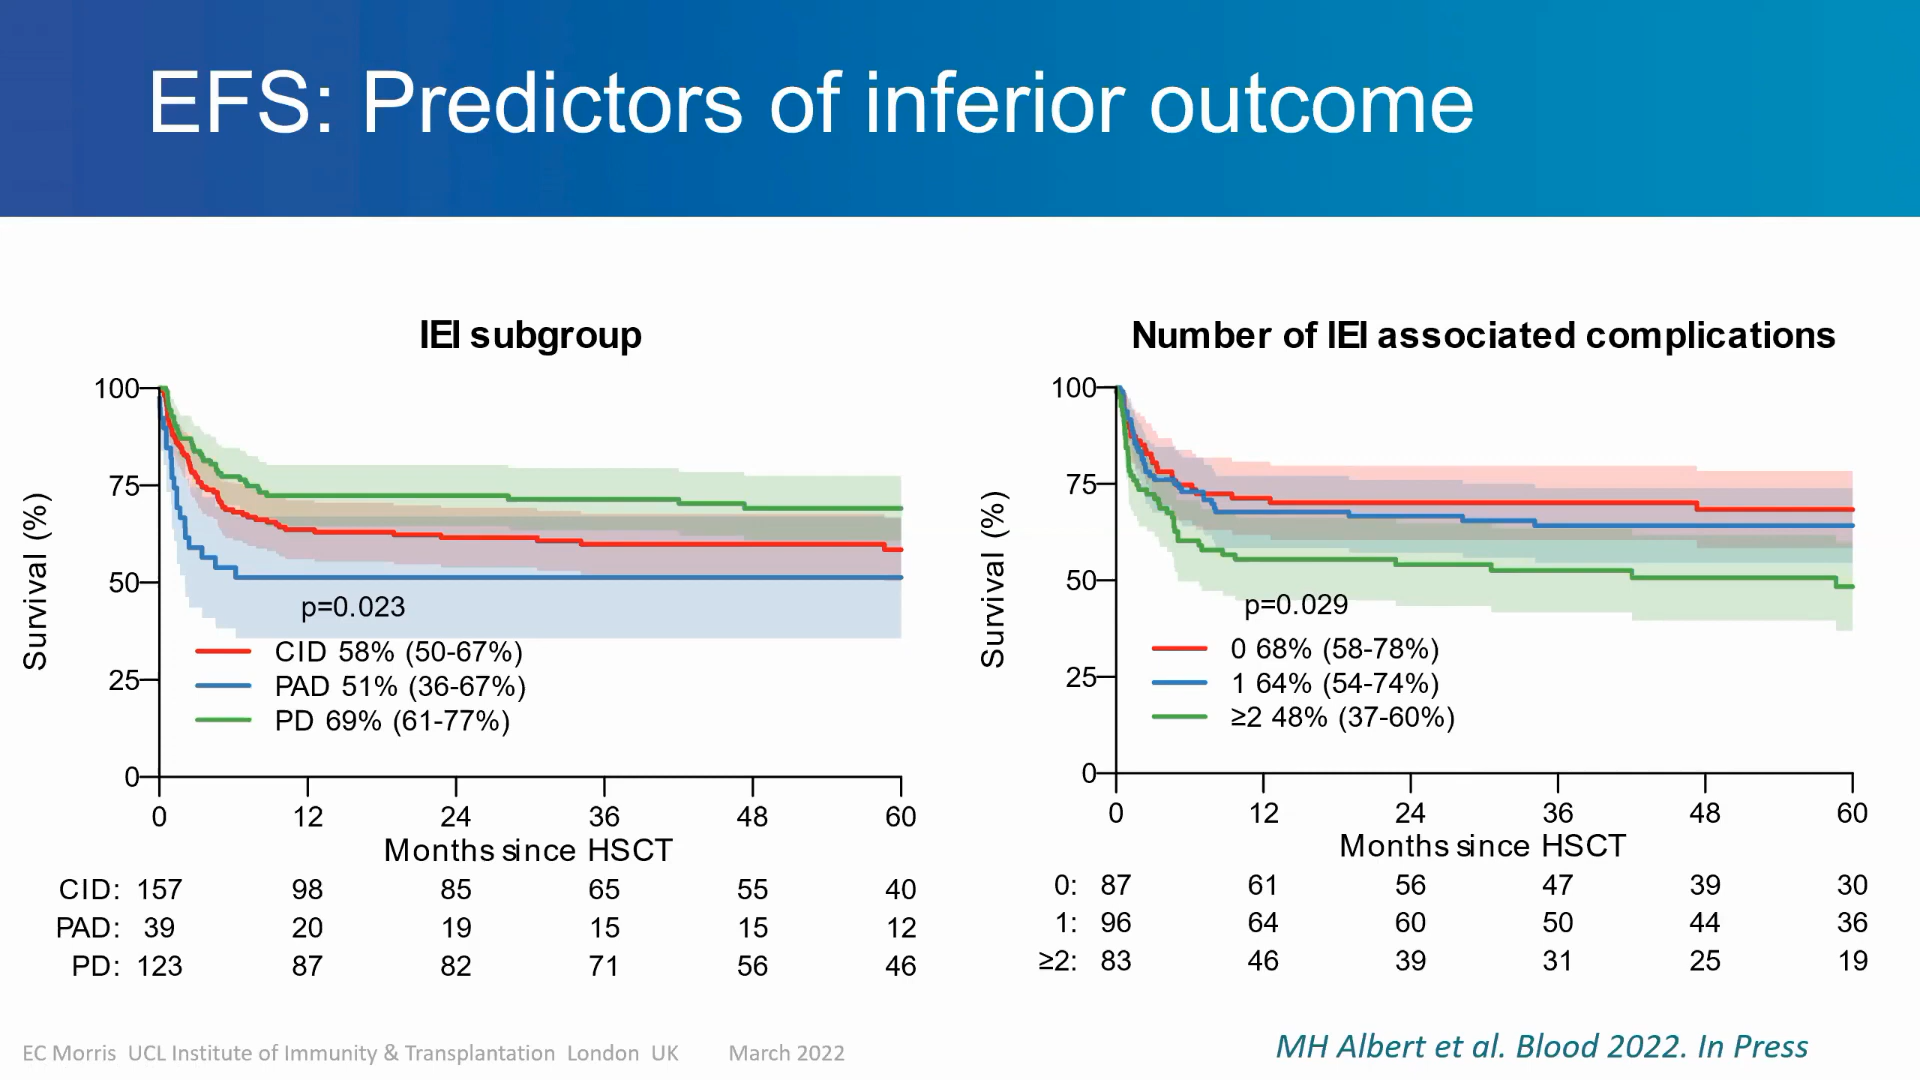 EFS: Predictors of inferior outcome
IEI subgroup
100
75
50
25
0
Survival (%)
p=0.023
CID 58% (50-67%)
PAD 51% (36-67%)
PD 69% (61-77%)
0 12 24 36 48 60
Months since HSCT
CID: 157 98 85 65 55 40
PAD: 39 20 19 15 15 12
PD: 123 87 82 71 56 46
Number of IEI associated complications
100
75
50
25
0
Survival (%)
p=0.029
0 68% (58-78%)
1 64% (54-74%)
≥2 48% (37-60%)
0 12 24 36 48 60
Months since HSCT
0: 87 61 56 47 39 30
1: 96 64 60 50 44 36
≥2: 83 46 39 31 25 19
EC Morris UCL Institute of Immunity & Transplantation London UK March 2022
MH Albert et al. Blood 2022. In Press